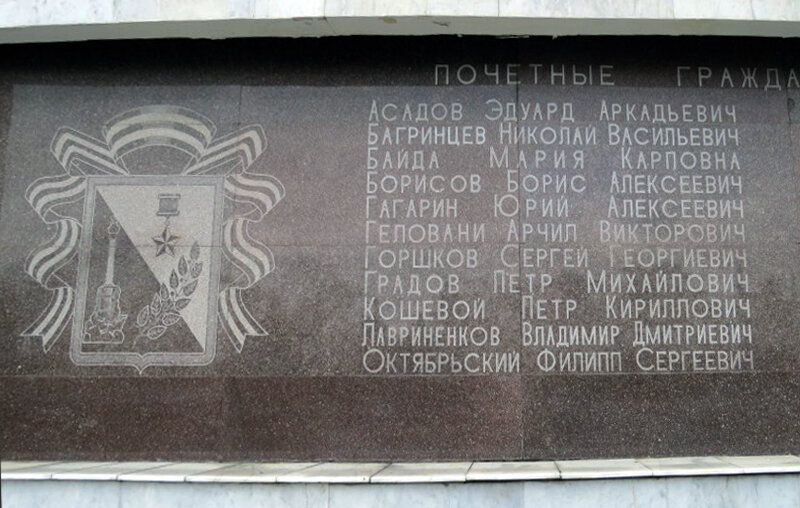 ПОЧЕТНЫЕ ГРАЖДА
АСАДОВ ЭДУАРД АРКАДЬЕВИЧ
БАГРИНЦЕВ НИКОЛАЙ ВАСИЛЬЕВИЧ
БАЙДА МАРИЯ КАРПОВНА
БОРИСОВ БОРИС АЛЕКСЕЕВИЧ
ГАГАРИН ЮРИЙ АЛЕКСЕЕВИЧ
ГЕЛОВАНИ АРЧИЛ ВИКТОРОВИЧ
ГОРШКОВ СЕРГЕЙ ГЕОРГИЕВИЧ
ГРАДОВ ПЕТР МИХАЙЛОВИЧ
КОШЕВОЙ ПЕТР КИРИЛЛОВИЧ
ЛАВРИНЕНКОВ ВЛАДИМИР ДМИТРИЕВИЧ
ОКТЯБРЬСКИЙ ФИЛИПП СЕРГЕЕВИЧ